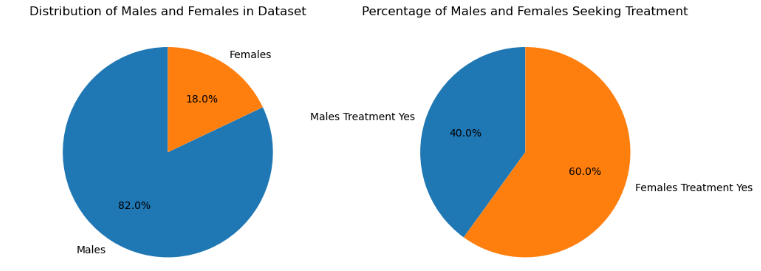 Distribution of Males and Females in Dataset
Females
18.0%
82.0%
Males
Percentage of Males and Females Seeking Treatment
Males Treatment Yes
40.0%
60.0%
Females Treatment Yes